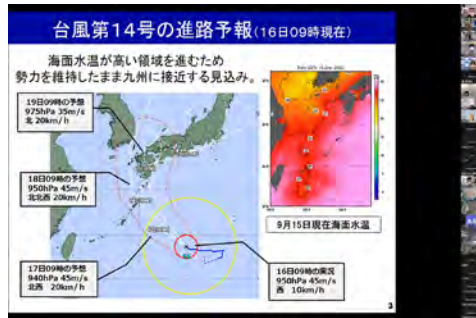 台風第14号の進路予報(16日09時現在)
海面水温が高い領域を進むため
勢力を維持したまま九州に接近する見込み。
19日09時の予想
975hPa 35m/s
北 20km/h
18日09時の予想
950hPa 45m/s
北北西 20km/h
17日09時の予想
940hPa 45m/s
北西 20km/h
9月15日現在海面水温
16日09時の実況
950hPa 45m/s
西 10km/h
3